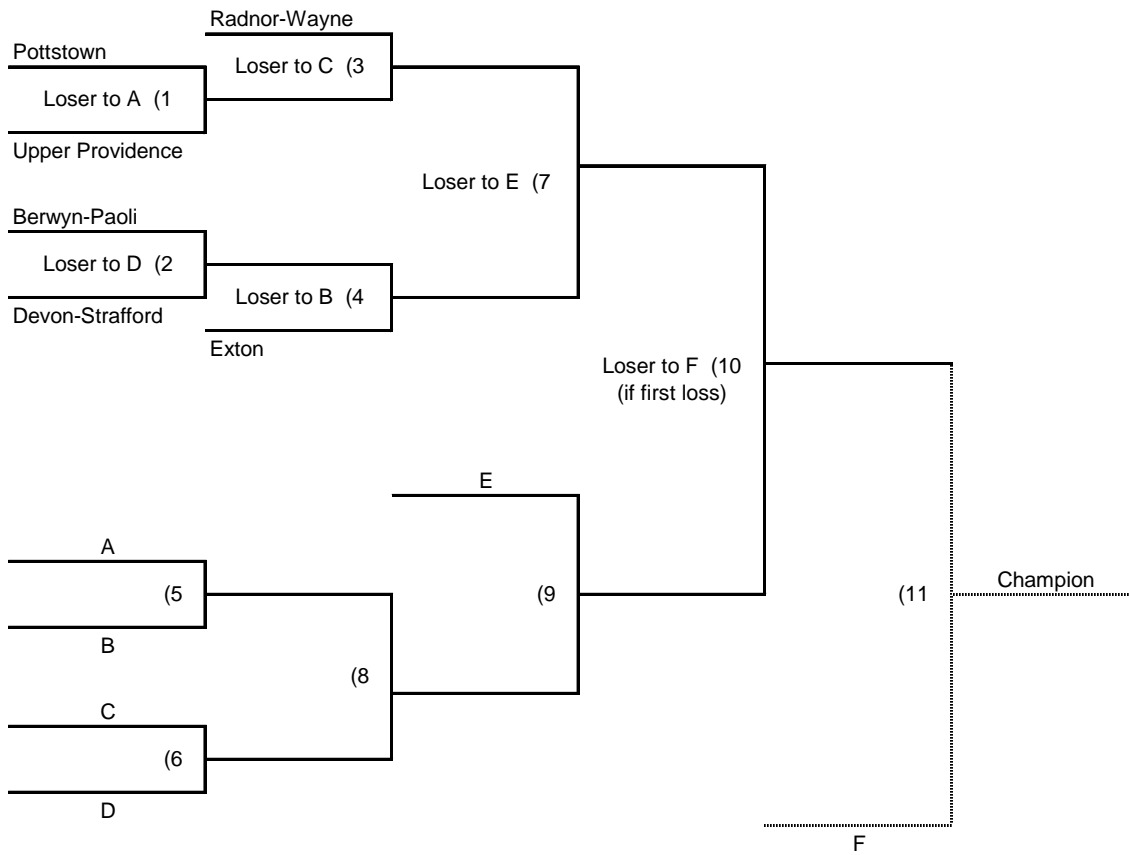 Radnor-Wayne
Pottstown
Loser to C (3
Loser to A (1
Upper Providence
Loser to E (7
Berwyn-Paoli
Loser to D (2
Loser to B (4
Devon-Strafford
Exton
Loser to F (10
(if first loss)
E
A
(5
(9
(11
Champion
B
(8
C
(6
D
F